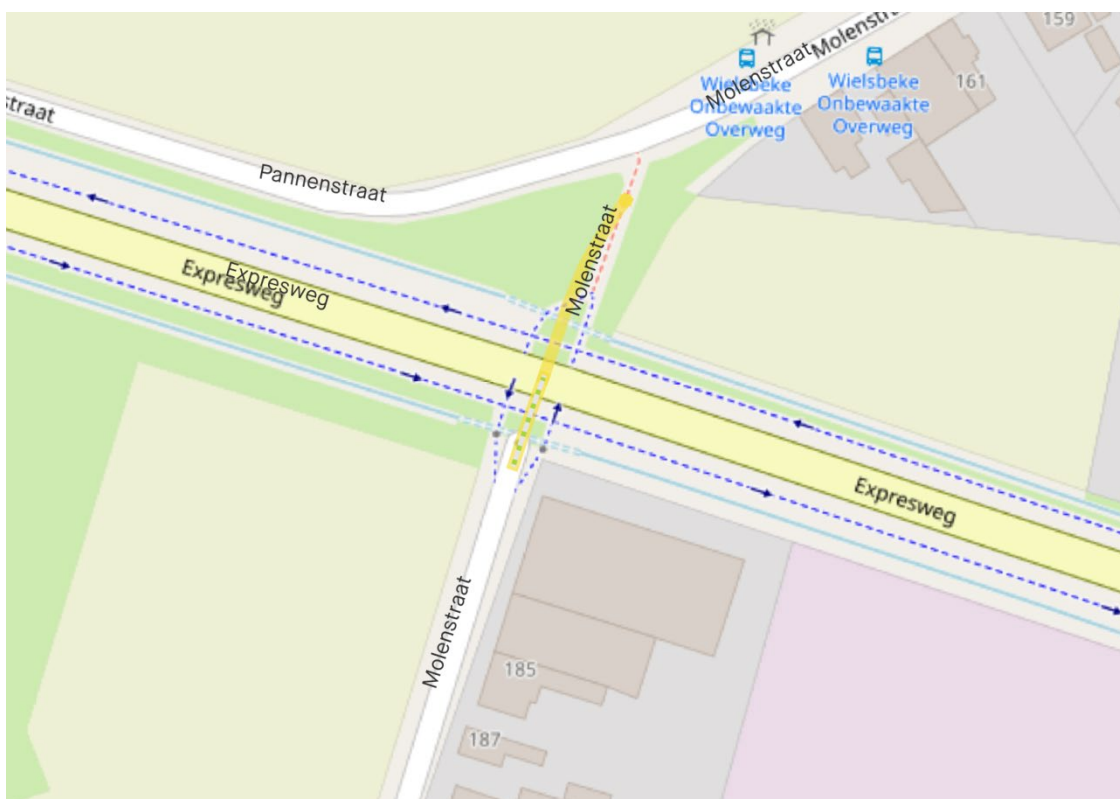 Molenstraat
159
Molenstraat
Molenstraat
161
Wielsbeke
Onbewaakte
Overweg
Wielsbeke
Onbewaakte
Overweg
straat
Pannenstraat
Molenstraat
Expresweg
Expresweg
Expresweg
Molenstraat
185
187